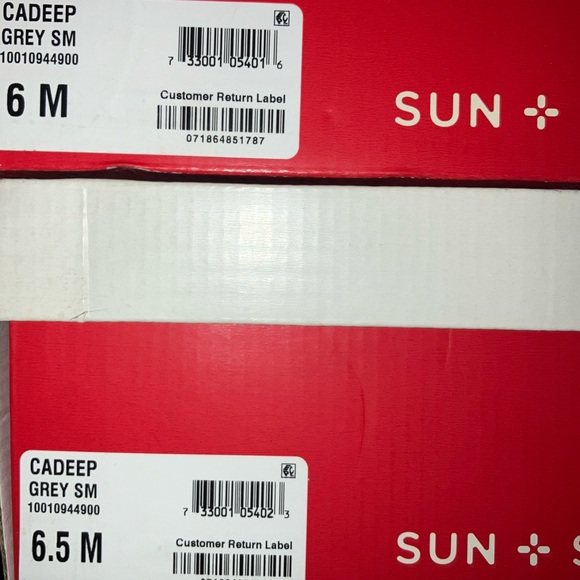 CADEEP
GREY SM
10010944900
6 M
7 33001 05401 6
Customer Return Label
071864851787
SUN
CADEEP
GREY SM
10010944900
6.5 M
7 33001 05402 3
Customer Return Label
SUN